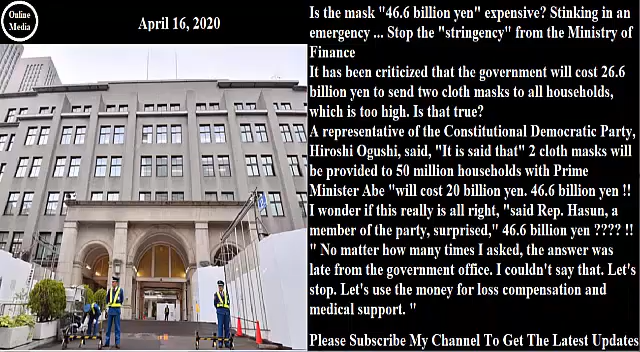 Online
Media
April 16, 2020
Is the mask "46.6 billion yen" expensive? Stinking in an
emergency ... Stop the "stringency" from the Ministry of
Finance
It has been criticized that the government will cost 26.6
billion yen to send two cloth masks to all households,
which is too high. Is that true?
A representative of the Constitutional Democratic Party,
Hiroshi Ogushi, said, "It is said that" 2 cloth masks will
be provided to 50 million households with Prime
Minister Abe "will cost 20 billion yen. 46.6 billion yen !!
I wonder if this really is all right, "said Rep. Hasun, a
member of the party, surprised," 46.6 billion yen ???? !!
" No matter how many times I asked, the answer was
late from the government office. I couldn't say that. Let's
stop. Let's use the money for loss compensation and
medical support. "
Please Subscribe My Channel To Get The Latest Updates